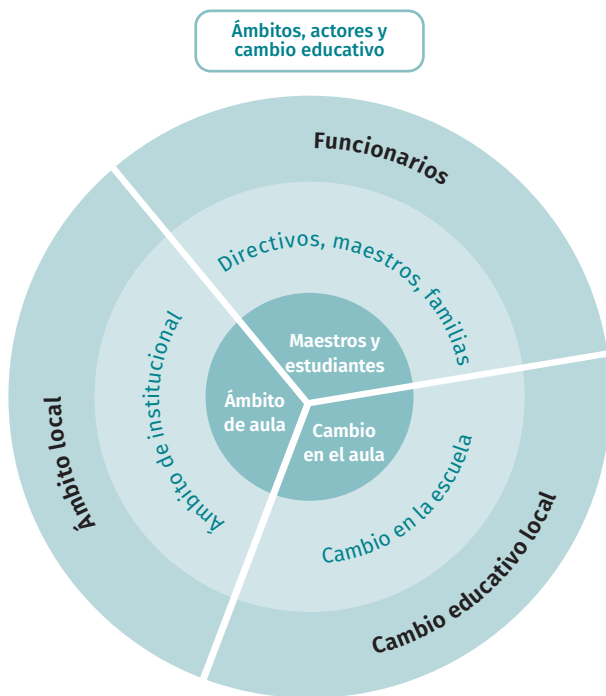 Ámbitos, actores y
cambio educativo
Funcionarios
Directivos, maestros, familias
Maestros y
estudiantes
Ámbito local
Ámbito de institucional
Ámbito
de aula
Cambio
en el aula
Cambio en la escuela
Cambio educativo local